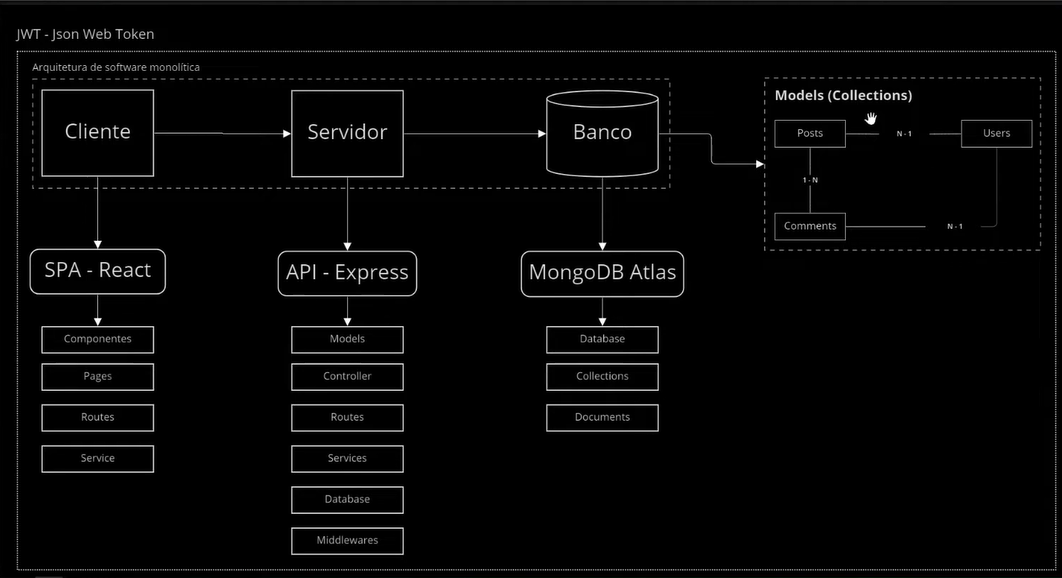 JWT - Json Web Token
Arquitetura de software monolítica
Cliente
Servidor
Banco
Models (Collections)
Posts
N - 1
Users
1 - N
Comments
N - 1
SPA - React
API - Express
MongoDB Atlas
Componentes
Models
Database
Pages
Controller
Collections
Routes
Routes
Documents
Service
Services
Database
Middlewares